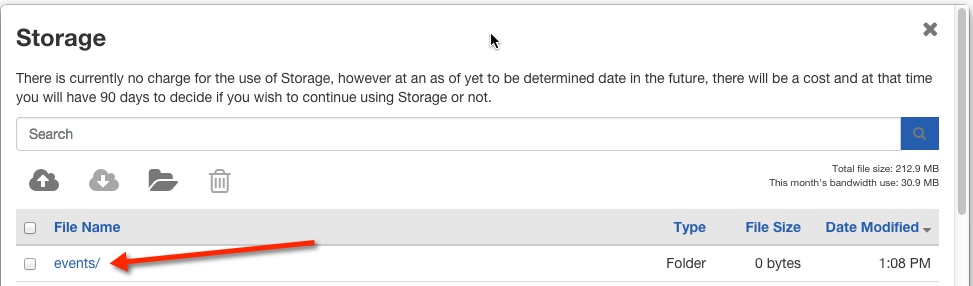 Storage
There is currently no charge for the use of Storage, however at an as of yet to be determined date in the future, there will be a cost and at that time
you will have 90 days to decide if you wish to continue using Storage or not.
Search
Total file size: 212.9 MB
This month's bandwidth use: 30.9 MB
File Name Type File Size Date Modified
events/ Folder 0 bytes 1:08 PM